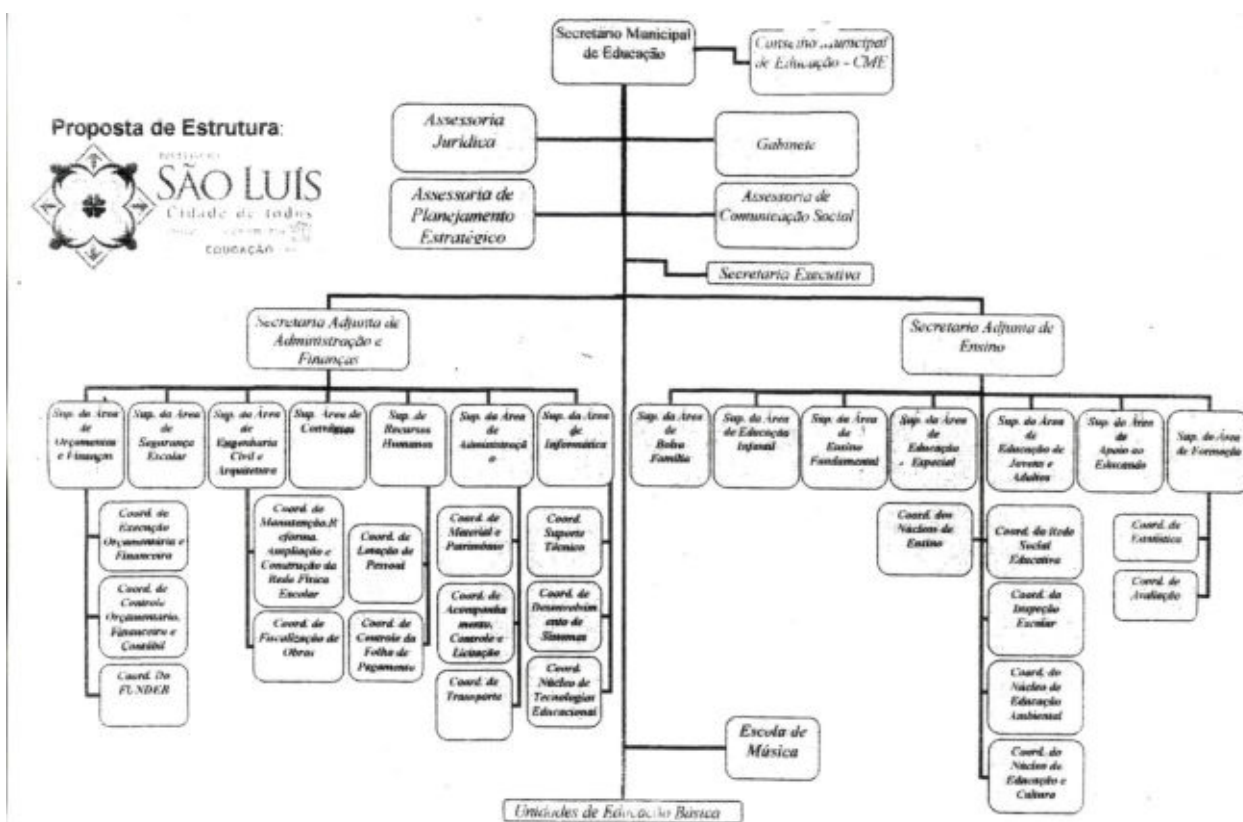 Secretário Municipal
de Educação
Conselho Municipal
de Educação - CME
Proposta de Estrutura:
SÃO LUÍS
Cidade de todos
EDUCAÇÃO
Assessoria
Jurídica
Gabinete
Assessoria de
Planejamento
Estratégico
Assessoria de
Comunicação Social
Secretaria Executiva
Secretaria Adjunta de
Administração e
Finanças
Secretaria Adjunta de
Ensino
Sup. da Área
de
Orçamentos
e Finanças
Sup. da Área
de
Segurança
Escolar
Sup. da Área
de
Engenharia
Civil e
Arquitetura
Sup. Área de
Convênios
Sup. de
Recursos
Humanos
Sup. da Área
de
Administraçã
o
Sup. da Área
de
Informática
Sup. da Área
de
Bolsa
Família
Sup. da Área
de Educação
Infantil
Sup. da Área
de
Ensino
Fundamental
Sup. da Área
de
Educação
Especial
Sup. da Área
de
Educação de
Jovens e
Adultos
Sup. da Área
de
Apoio ao
Educando
Sup. da Área
de Formação
Coord. de
Execução
Orçamentária e
Financeira
Coord. de
Controle
Orçamentário,
Financeiro e
Contábil
Coord. Do
FUNDEB
Coord. de
Manutenção,R
eforma,
Ampliação e
Construção da
Rede Física
Escolar
Coord. de
Fiscalização de
Obras
Coord. de
Lotação de
Pessoal
Coord. de
Controle da
Folha de
Pagamento
Coord. de
Material e
Patrimônio
Coord. de
Acompanha
mento,
Controle e
Licitação
Coord. de
Transporte
Coord.
Suporte
Técnico
Coord. de
Desenvolvim
ento de
Sistemas
Coord.
Núcleo de
Tecnologias
Educacional
Coord. dos
Núcleos de
Ensino
Coord. da Rede
Social
Educativa
Coord. da
Inspeção
Escolar
Coord. do
Núcleo de
Educação
Ambiental
Coord. do
Núcleo de
Educação e
Cultura
Coord. de
Estatística
Coord. de
Avaliação
Escola de
Música
Unidades de Educação Básica